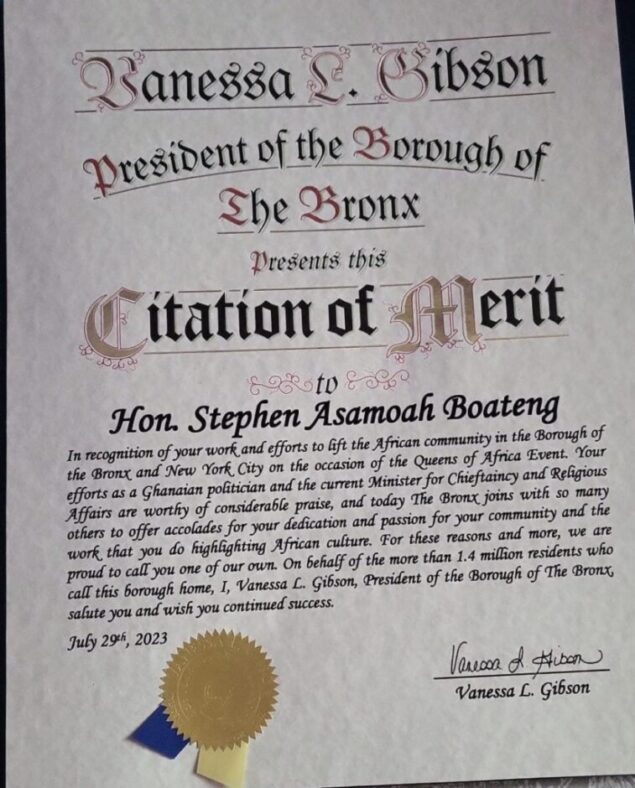 Vanessa L. Gibson
President of the Borough of
The Bronx
Presents this
Citation of Merit
to
Hon. Stephen Asamoah Boateng
In recognition of your work and efforts to lift the African community in the Borough of
the Bronx and New York City on the occasion of the Queens of Africa Event. Your
efforts as a Ghanaian politician and the current Minister for Chieftaincy and Religious
Affairs are worthy of considerable praise, and today The Bronx joins with so many
others to offer accolades for your dedication and passion for your community and the
work that you do highlighting African culture. For these reasons and more, we are
proud to call you one of our own. On behalf of the more than 1.4 million residents who
call this borough home, I, Vanessa L. Gibson, President of the Borough of The Bronx,
salute you and wish you continued success.
July 29th, 2023
Vanessa L Gibson
Vanessa L. Gibson